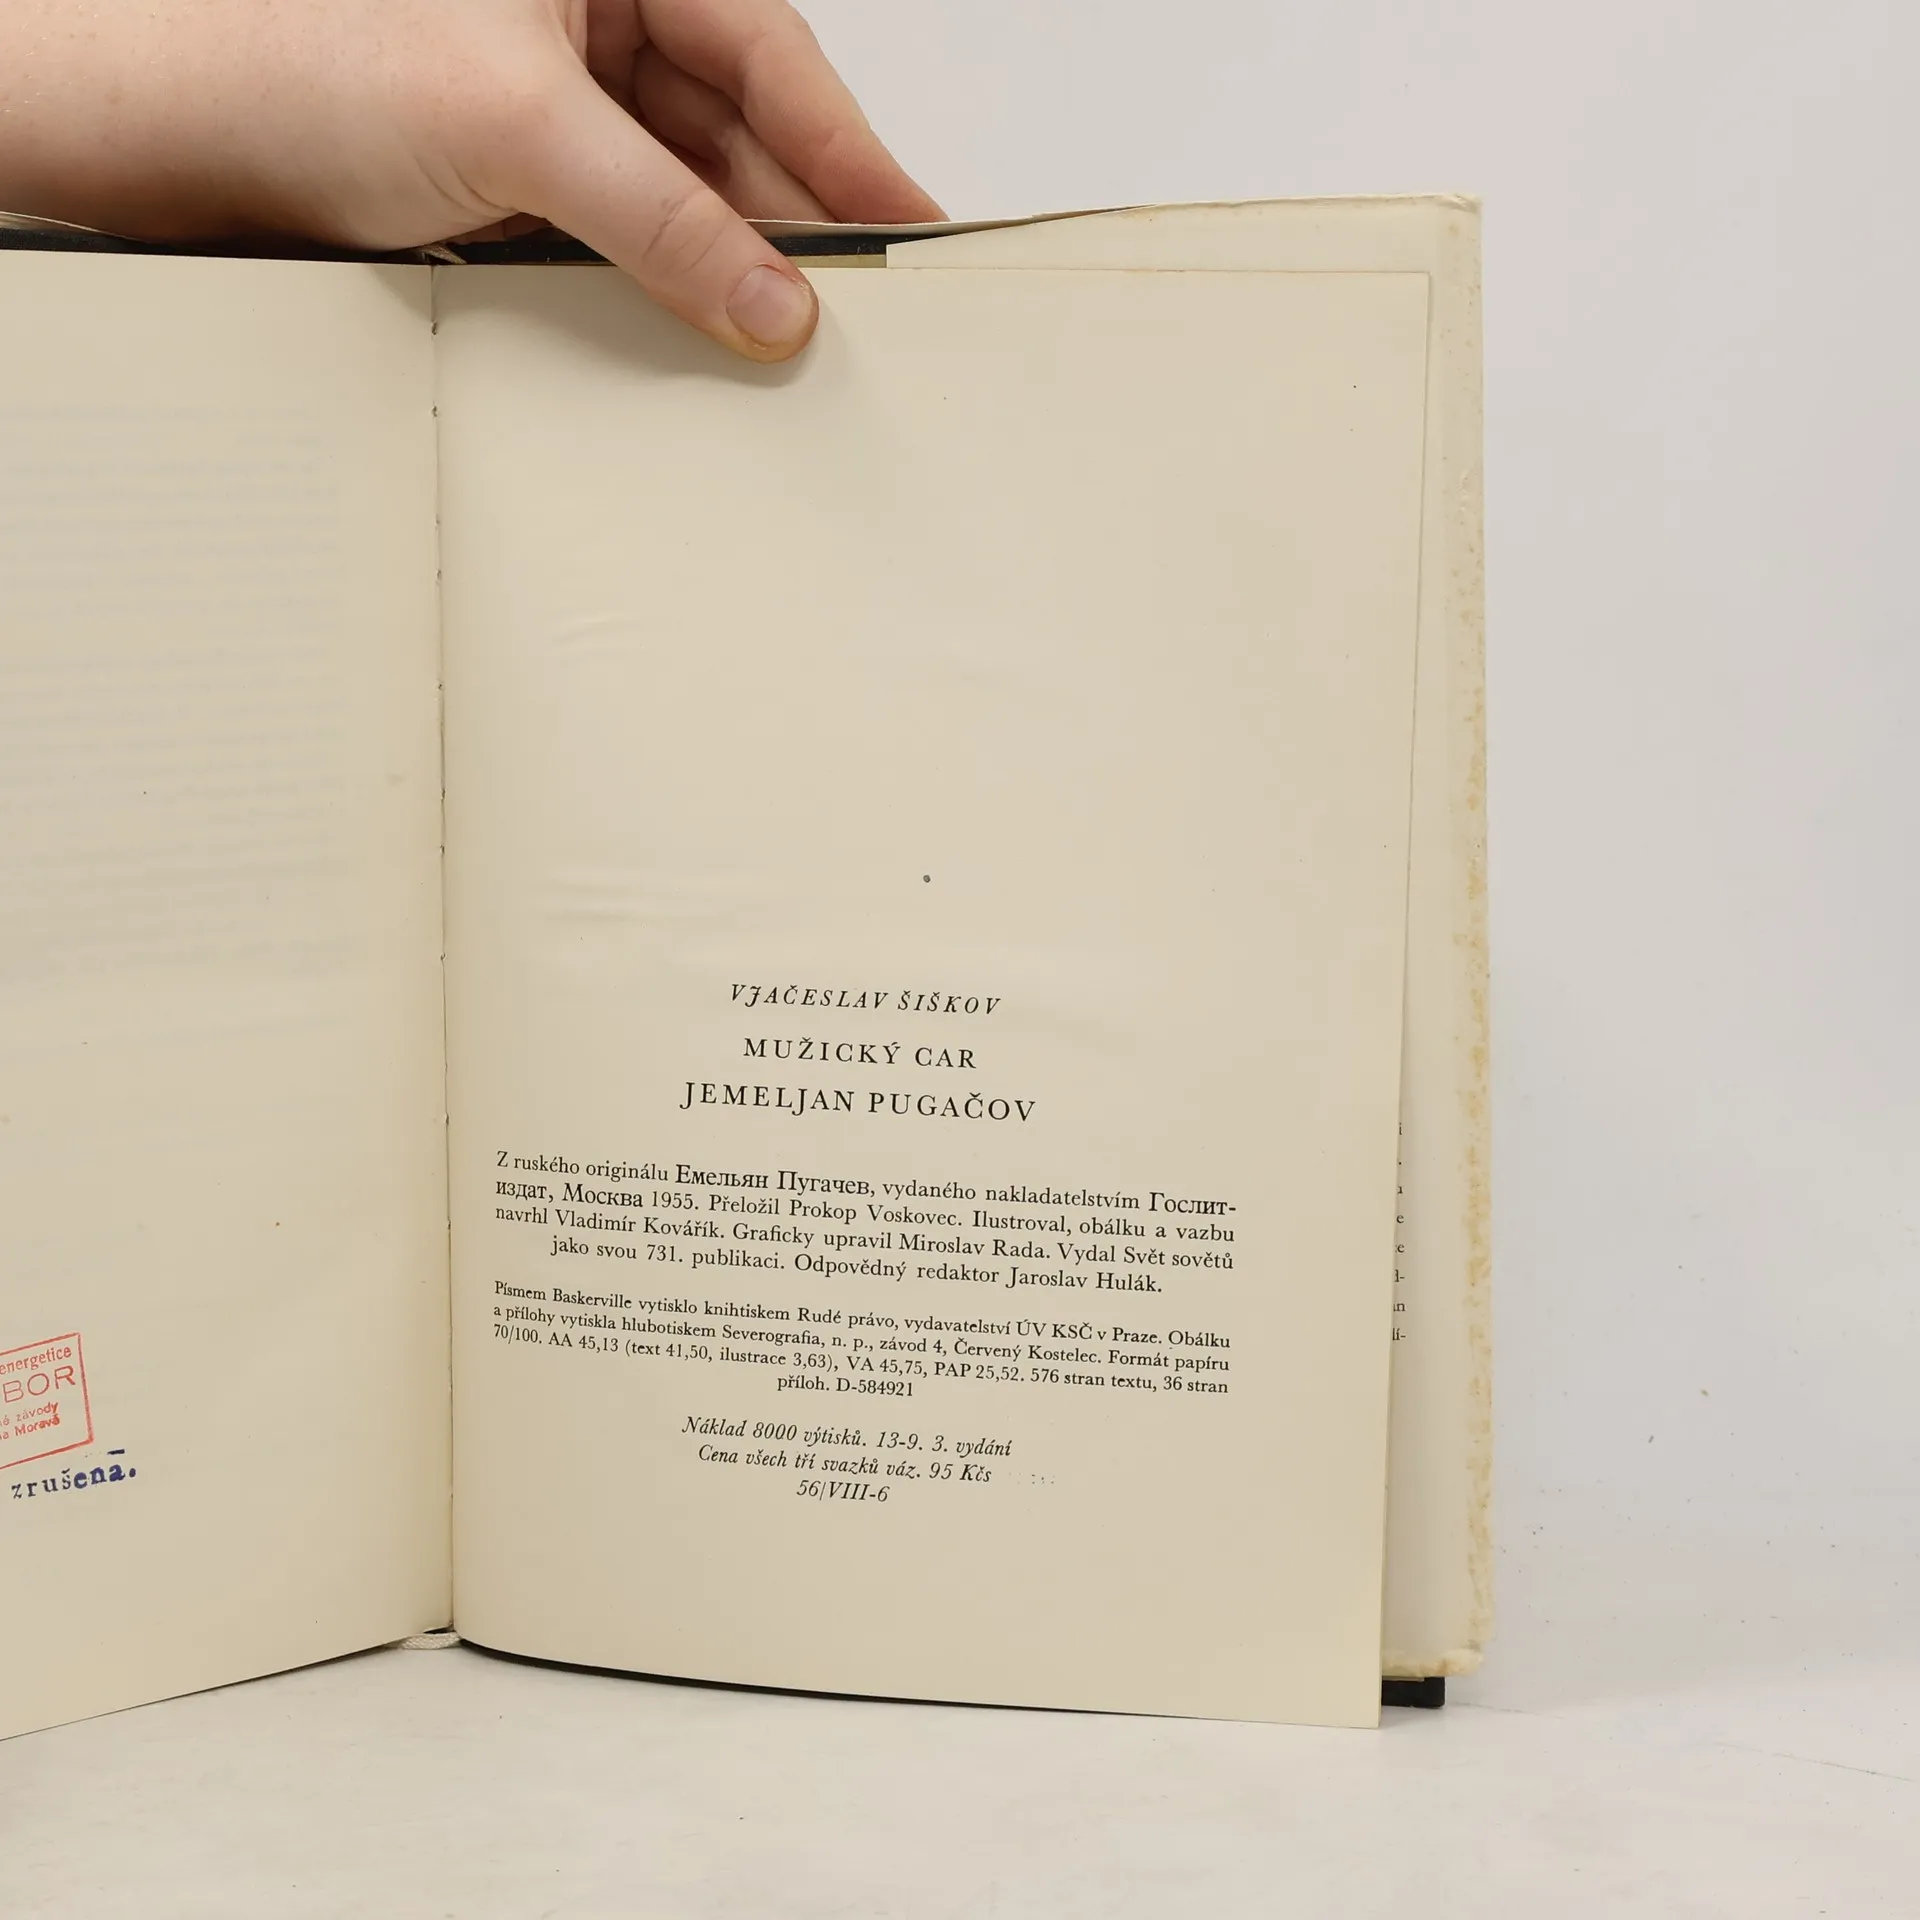 energetice
BOR
závody
a Moravě
zrušena.
VJAČESLAV ŠIŠKOV
MUŽICKÝ CAR
JEMELJAN PUGAČOV
Z ruského originálu Емельян Пугачев, vydaného nakladatelstvím Гослит-
издат, Москва 1955. Přeložil Prokop Voskovec. Ilustroval, obálku a vazbu
navrhl Vladimír Kovářík. Graficky upravil Miroslav Rada. Vydal Svět sovětů
jako svou 731. publikaci. Odpovědný redaktor Jaroslav Hulák.
Písmem Baskerville vytisklo knihtiskem Rudé právo, vydavatelství ÚV KSČ v Praze. Obálku
a přílohy vytiskla hlubotiskem Severografia, n. p., závod 4, Červený Kostelec. Formát papíru
70/100. AA 45,13 (text 41,50, ilustrace 3,63), VA 45,75, PAP 25,52. 576 stran textu, 36 stran
příloh. D-584921
Náklad 8000 výtisků. 13-9. 3. vydání
Cena všech tří svazků váz. 95 Kčs
56/VIII-6